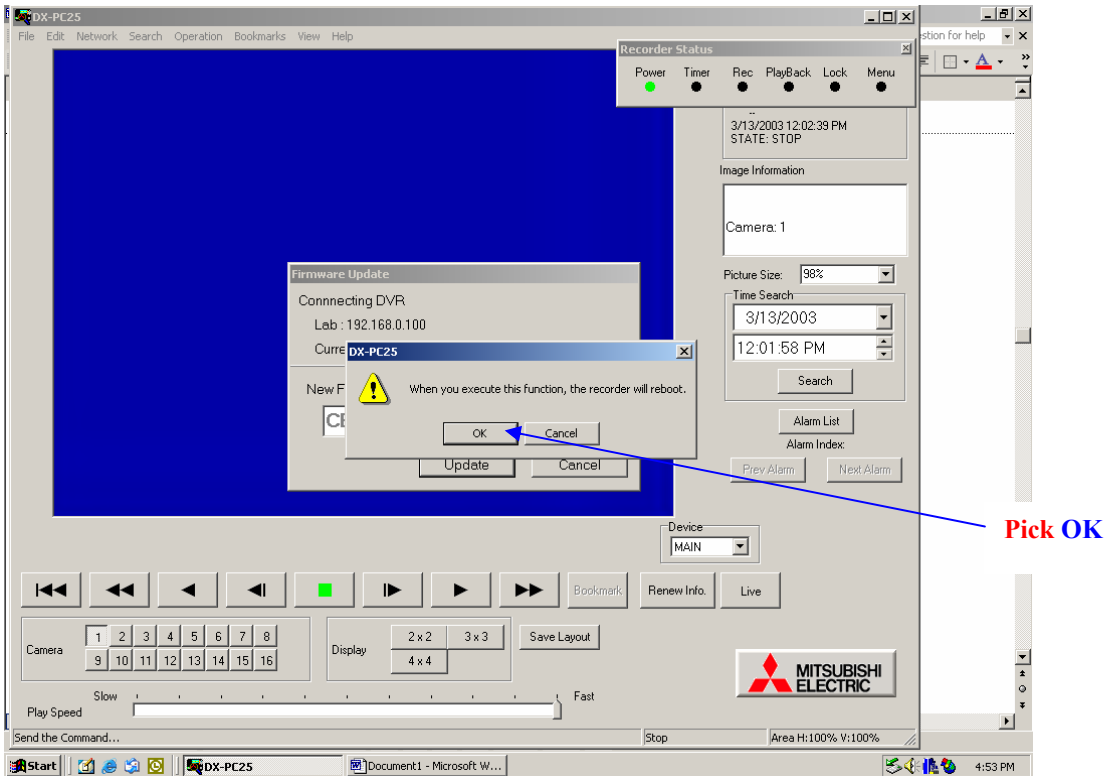 DX-PC25
File Edit Network Search Operation Bookmarks View Help
stion for help
Recorder Status
Power Timer Rec PlayBack Lock Menu
--
3/13/2003 12:02:39 PM
STATE: STOP
Image Information
Camera: 1
Picture Size: 98%
Time Search
3/13/2003
12:01:58 PM
Search
Alarm List
Alarm Index:
Prev Alarm Next Alarm
Firmware Update
Connnecting DVR
Lab : 192.168.0.100
Curre
New F
DX-PC25
When you execute this function, the recorder will reboot.
OK Cancel
Update Cancel
Pick OK
Device
MAIN
Bookmark Renew Info. Live
Camera
1 2 3 4 5 6 7 8
9 10 11 12 13 14 15 16
Display
2 x 2 3 x 3
4 x 4
Save Layout
MITSUBISHI
ELECTRIC
Slow Fast
Play Speed
Send the Command... Stop Area H:100% V:100%
Start DX-PC25 Document1 - Microsoft W... 4:53 PM